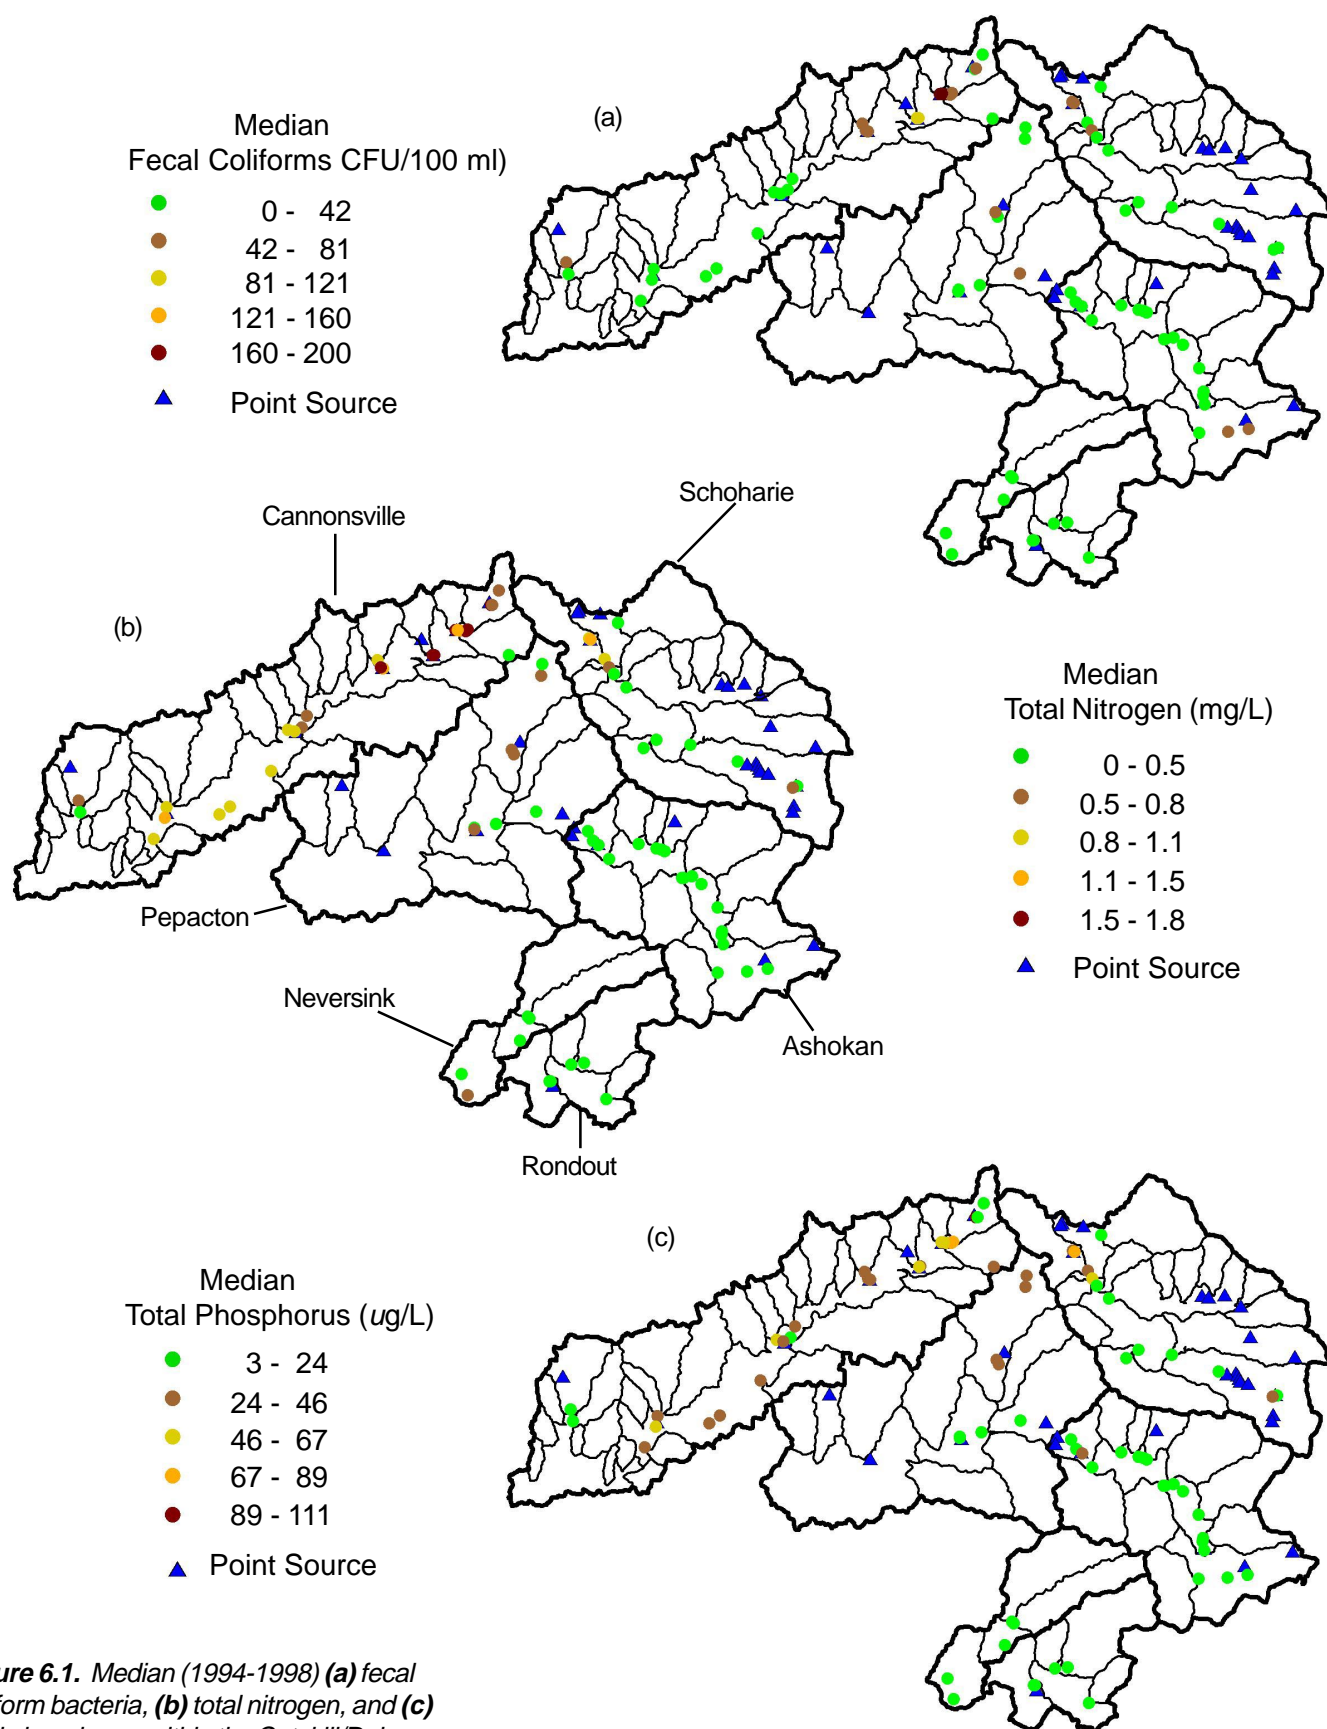 (a)
Median
Fecal Coliforms CFU/100 ml)
0 - 42
42 - 81
81 - 121
121 - 160
160 - 200
Point Source
Schoharie
Cannonsville
(b)
Median
Total Nitrogen (mg/L)
0 - 0.5
0.5 - 0.8
0.8 - 1.1
1.1 - 1.5
1.5 - 1.8
Point Source
Pepacton
Neversink
Ashokan
Rondout
(c)
Median
Total Phosphorus (ug/L)
3 - 24
24 - 46
46 - 67
67 - 89
89 - 111
Point Source
ure 6.1. Median (1994-1998) (a) fecal
form bacteria, (b) total nitrogen, and (c)